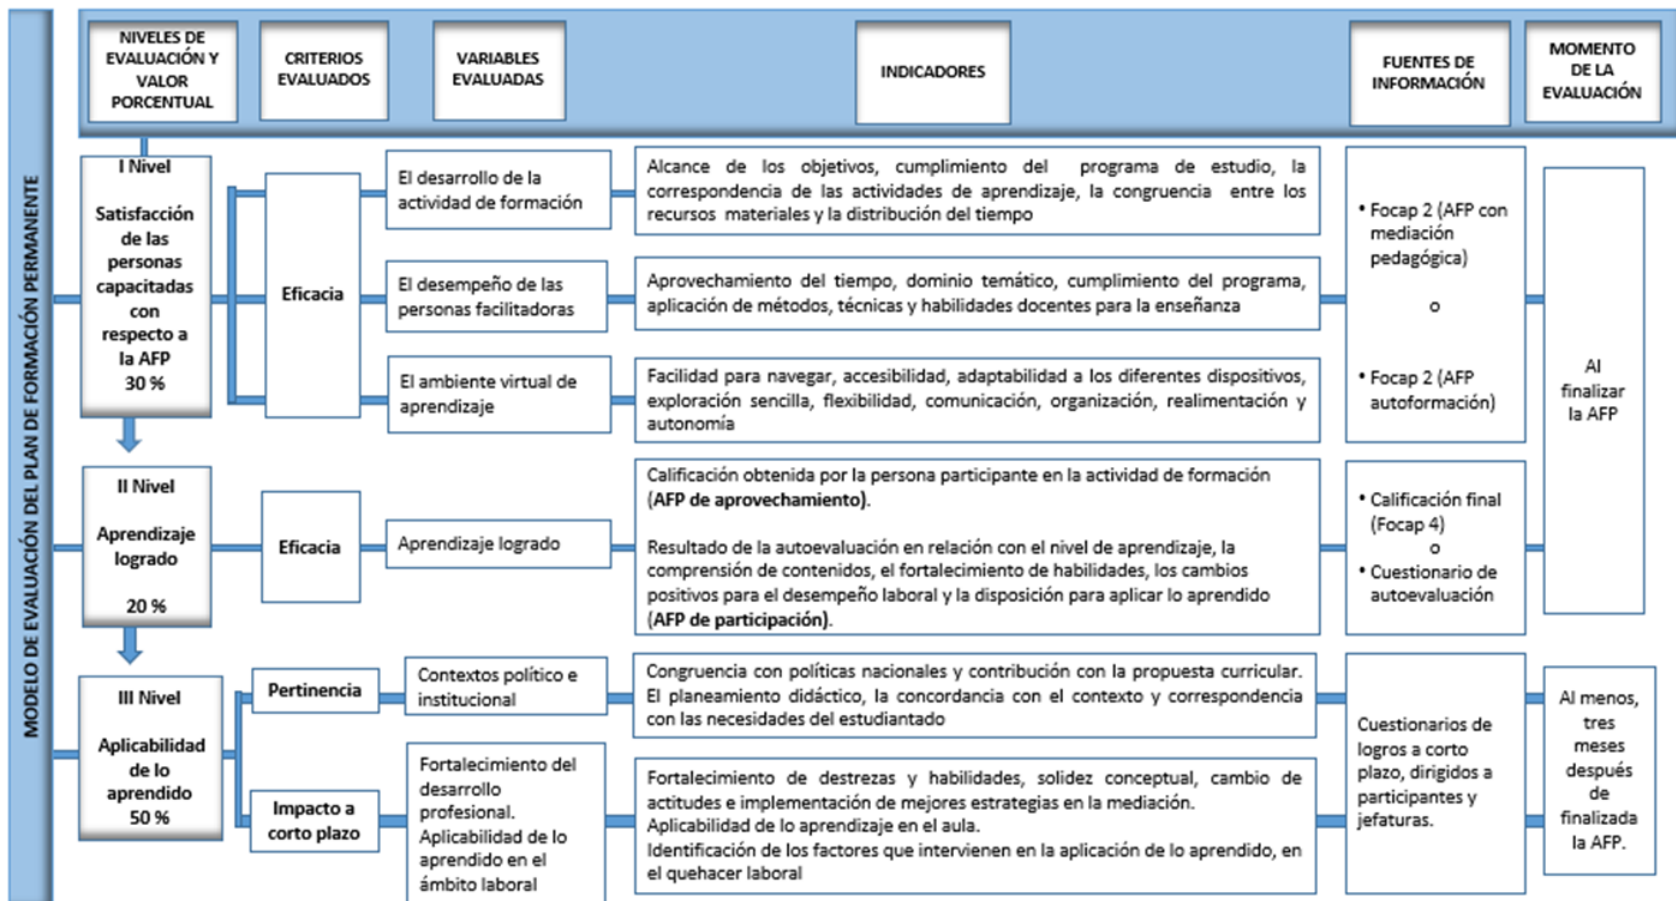 MODELO DE EVALUACIÓN DEL PLAN DE FORMACIÓN PERMANENTE
NIVELES DE
EVALUACIÓN Y
VALOR
PORCENTUAL
CRITERIOS
EVALUADOS
VARIABLES
EVALUADAS
INDICADORES
FUENTES DE
INFORMACIÓN
MOMENTO
DE LA
EVALUACIÓN
I Nivel
Satisfacción
de las
personas
capacitadas
con
respecto a
la AFP
30 %
Eficacia
El desarrollo de la
actividad de formación
Alcance de los objetivos, cumplimiento del programa de estudio, la
correspondencia de las actividades de aprendizaje, la congruencia entre los
recursos materiales y la distribución del tiempo
El desempeño de las
personas facilitadoras
Aprovechamiento del tiempo, dominio temático, cumplimiento del programa,
aplicación de métodos, técnicas y habilidades docentes para la enseñanza
El ambiente virtual de
aprendizaje
Facilidad para navegar, accesibilidad, adaptabilidad a los diferentes dispositivos,
exploración sencilla, flexibilidad, comunicación, organización, realimentación y
autonomía
• Focap 2 (AFP con
mediación
pedagógica)
o
• Focap 2 (AFP
autoformación)
Al
finalizar
la AFP
II Nivel
Aprendizaje
logrado
20 %
Eficacia
Aprendizaje logrado
Calificación obtenida por la persona participante en la actividad de formación
(AFP de aprovechamiento).
Resultado de la autoevaluación en relación con el nivel de aprendizaje, la
comprensión de contenidos, el fortalecimiento de habilidades, los cambios
positivos para el desempeño laboral y la disposición para aplicar lo aprendido
(AFP de participación).
• Calificación final
(Focap 4)
o
• Cuestionario de
autoevaluación
III Nivel
Aplicabilidad
de lo
aprendido
50 %
Pertinencia
Contextos político e
institucional
Congruencia con políticas nacionales y contribución con la propuesta curricular.
El planeamiento didáctico, la concordancia con el contexto y correspondencia
con las necesidades del estudiantado
Impacto a
corto plazo
Fortalecimiento del
desarrollo
profesional.
Aplicabilidad de lo
aprendido en el
ámbito laboral
Fortalecimiento de destrezas y habilidades, solidez conceptual, cambio de
actitudes e implementación de mejores estrategias en la mediación.
Aplicabilidad de lo aprendizaje en el aula.
Identificación de los factores que intervienen en la aplicación de lo aprendido, en
el quehacer laboral
Cuestionarios de
logros a corto
plazo, dirigidos a
participantes y
jefaturas.
Al menos,
tres
meses
después
de
finalizada
la AFP.